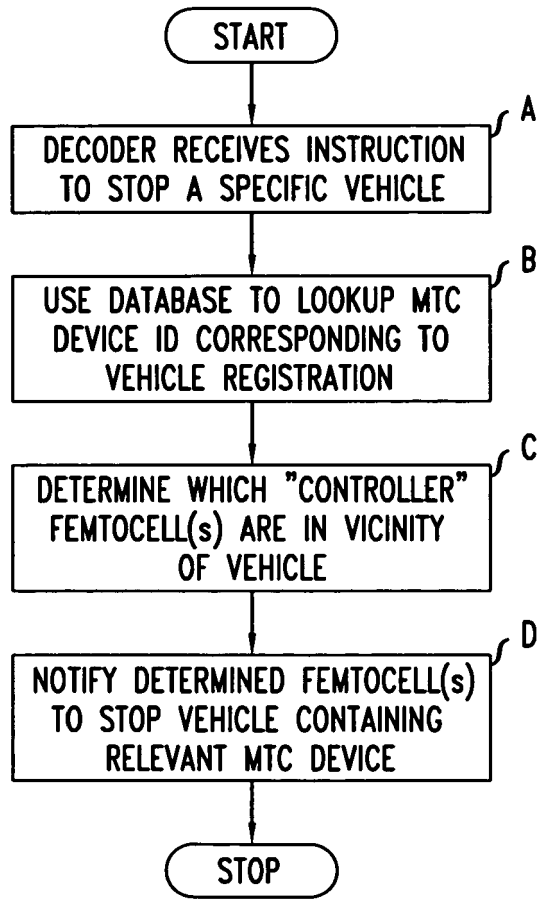 START
A
DECODER RECEIVES INSTRUCTION
TO STOP A SPECIFIC VEHICLE
B
USE DATABASE TO LOOKUP MTC
DEVICE ID CORRESPONDING TO
VEHICLE REGISTRATION
C
DETERMINE WHICH "CONTROLLER"
FEMTOCELL(s) ARE IN VICINITY
OF VEHICLE
D
NOTIFY DETERMINED FEMTOCELL(s)
TO STOP VEHICLE CONTAINING
RELEVANT MTC DEVICE
STOP